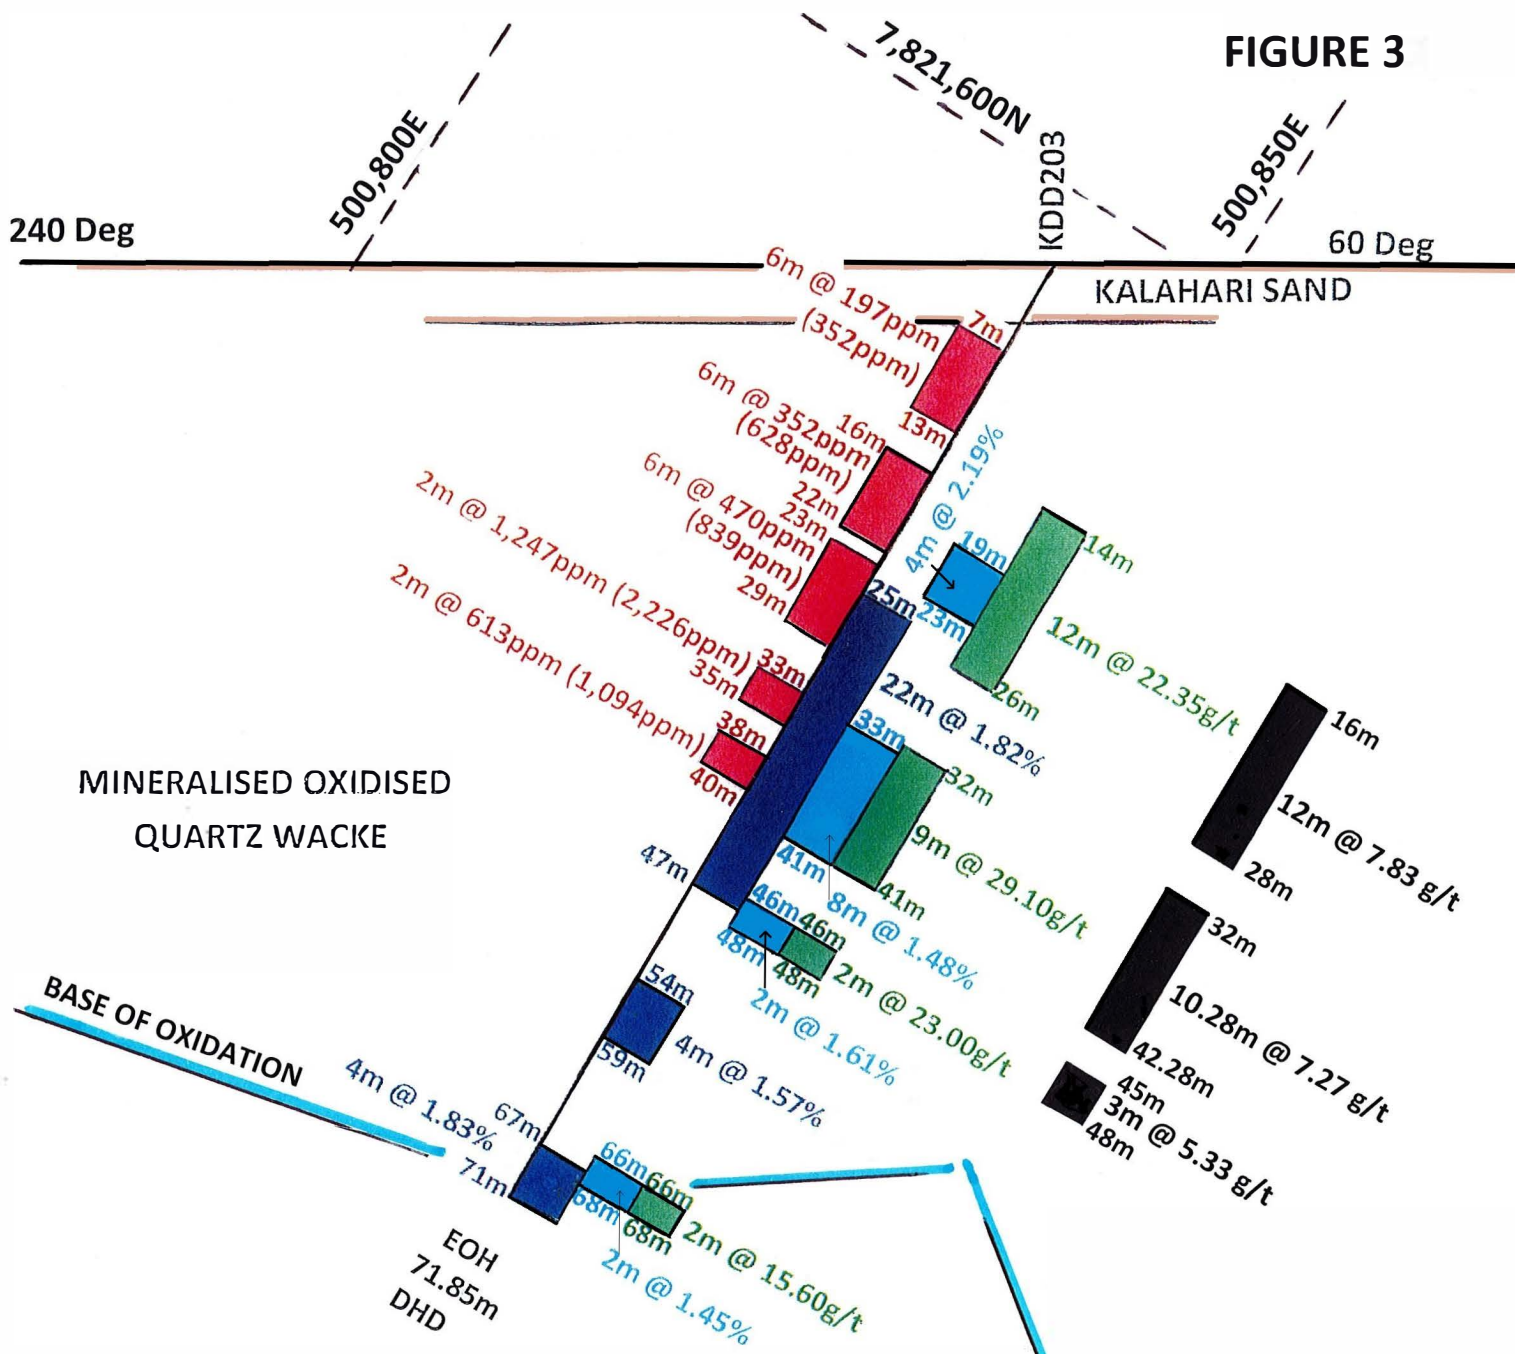 FIGURE 3
7,821,600N
500,800E
KDD203
500,850E
240 Deg
60 Deg
KALAHARI SAND
6m @ 197ppm
(352ppm)
7m
13m
6m @ 352ppm
(628ppm)
16m
22m
6m @ 470ppm
(839ppm)
23m
29m
2m @ 1,247ppm (2,226ppm)
33m
35m
2m @ 613ppm (1,094ppm)
38m
40m
4m @ 2.19%
19m
23m
14m
12m @ 22.35g/t
26m
25m
22m @ 1.82%
47m
33m
41m
8m @ 1.48%
32m
9m @ 29.10g/t
41m
16m
12m @ 7.83 g/t
28m
MINERALISED OXIDISED
QUARTZ WACKE
46m
48m
2m @ 1.61%
46m
48m
2m @ 23.00g/t
32m
10.28m @ 7.27 g/t
42.28m
45m
3m @ 5.33 g/t
48m
54m
59m
4m @ 1.57%
BASE OF OXIDATION
4m @ 1.83%
67m
71m
66m
68m
2m @ 1.45%
66m
68m
2m @ 15.60g/t
EOH
71.85m
DHD